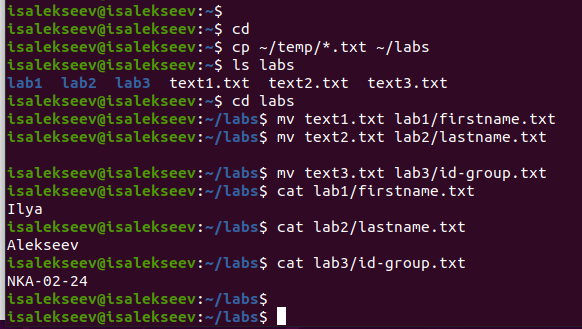 isalekseev@isalekseev:~$
isalekseev@isalekseev:~$ cd
isalekseev@isalekseev:~$ cp ~/temp/*.txt ~/labs
isalekseev@isalekseev:~$ ls labs
lab1  lab2  lab3  text1.txt  text2.txt  text3.txt
isalekseev@isalekseev:~$ cd labs
isalekseev@isalekseev:~/labs$ mv text1.txt lab1/firstname.txt
isalekseev@isalekseev:~/labs$ mv text2.txt lab2/lastname.txt
isalekseev@isalekseev:~/labs$ mv text3.txt lab3/id-group.txt
isalekseev@isalekseev:~/labs$ cat lab1/firstname.txt
Ilya
isalekseev@isalekseev:~/labs$ cat lab2/lastname.txt
Alekseev
isalekseev@isalekseev:~/labs$ cat lab3/id-group.txt
NKA-02-24
isalekseev@isalekseev:~/labs$
isalekseev@isalekseev:~/labs$